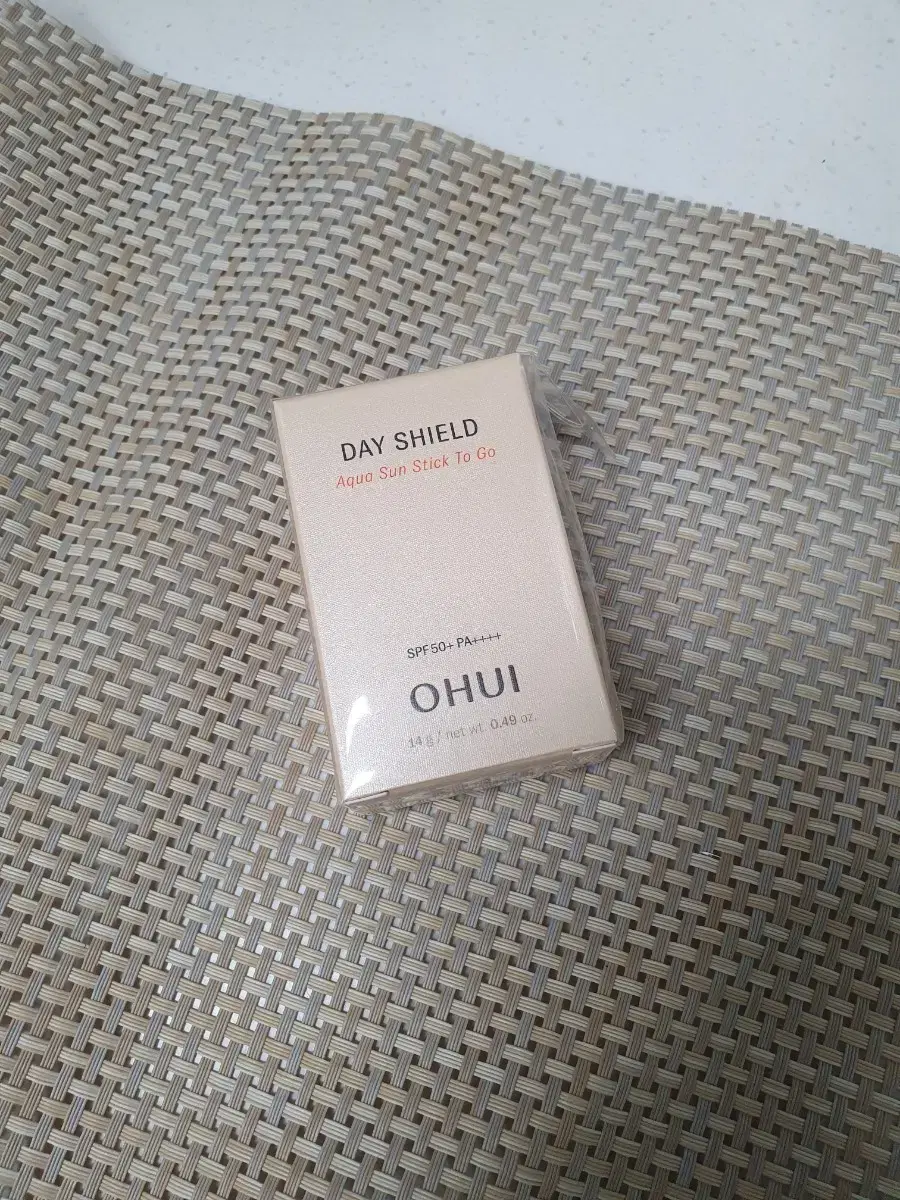 DAY SHIELD
Aqua Sun Stick To Go
SPF50+ PA++++
OHUI
14 g / net wt. 0.49 oz.